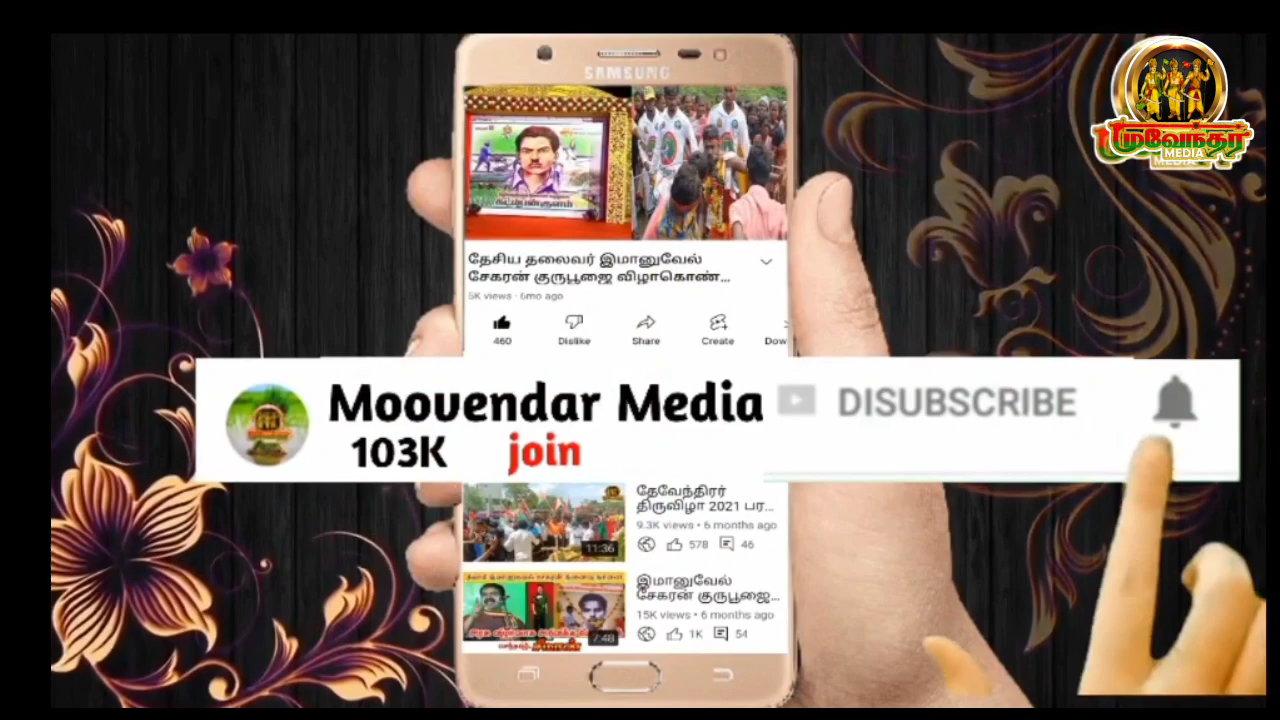 SAMSUNG
மூவேந்தர்
MEDIA
தேசிய தலைவர் இமானுவேல்
சேகரன் குருபூஜை விழாகொண்...
5K views · 6mo ago
460 Dislike Share Create Dow
Moovendar Media
DISUBSCRIBE
103K join
தேவேந்திரர்
திருவிழா 2021 பர...
9.3K views • 6 months ago
11:36
578 46
இமானுவேல்
சேகரன் குருபூஜை...
15K views • 6 months ago
7:48
1K 54